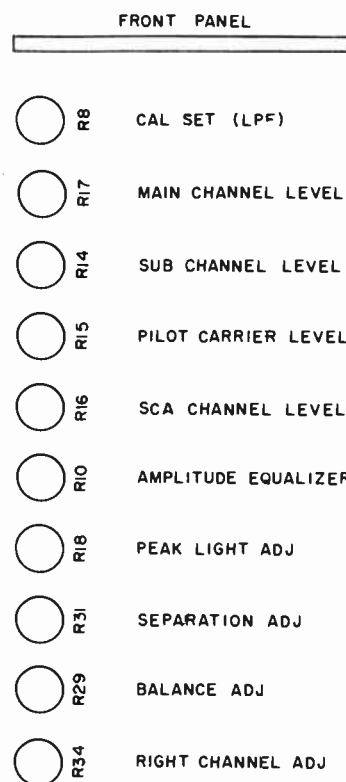 FRONT PANEL
R8 CAL SET (LPF)
R17 MAIN CHANNEL LEVEL
R14 SUB CHANNEL LEVEL
R15 PILOT CARRIER LEVEL
R16 SCA CHANNEL LEVEL
R10 AMPLITUDE EQUALIZER
R18 PEAK LIGHT ADJ
R31 SEPARATION ADJ
R29 BALANCE ADJ
R34 RIGHT CHANNEL ADJ